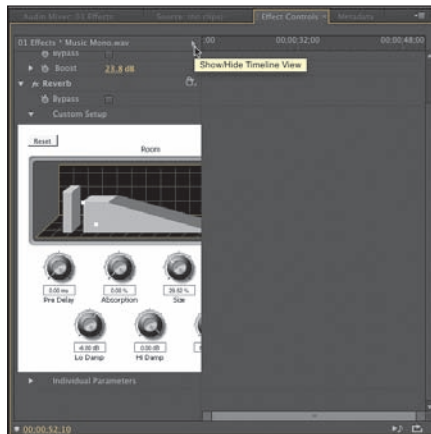 Audio Mixer: 01 Effects Source: (no clips) Effect Controls Metadata
01 Effects * Music Mono.wav :00 00;00;32;00 00;00;48;00
Bypass
Boost 23.8 dB
Show/Hide Timeline View
fx Reverb
Bypass
Custom Setup
Reset
Room
0.00 ms 0.00 % 39.62 %
Pre Delay Absorption Size
-6.00 dB 0.00 dB
Lo Damp Hi Damp
Individual Parameters
00;00;52;10